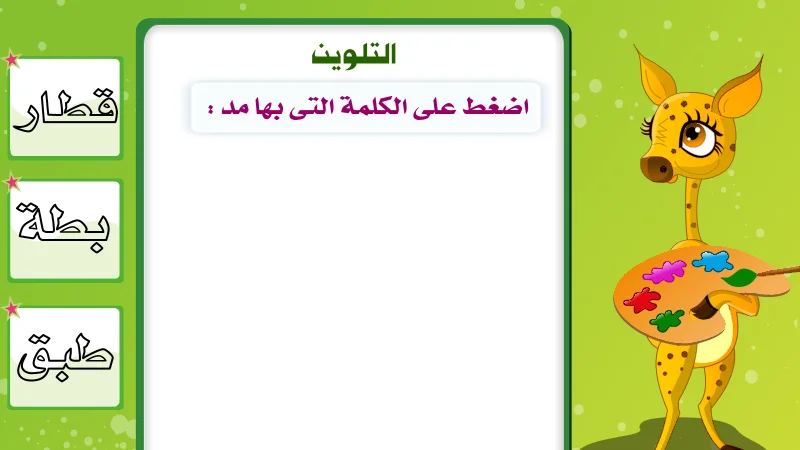 التلوين
اضغط على الكلمة التى بها مد :
قطار
بطة
طبق